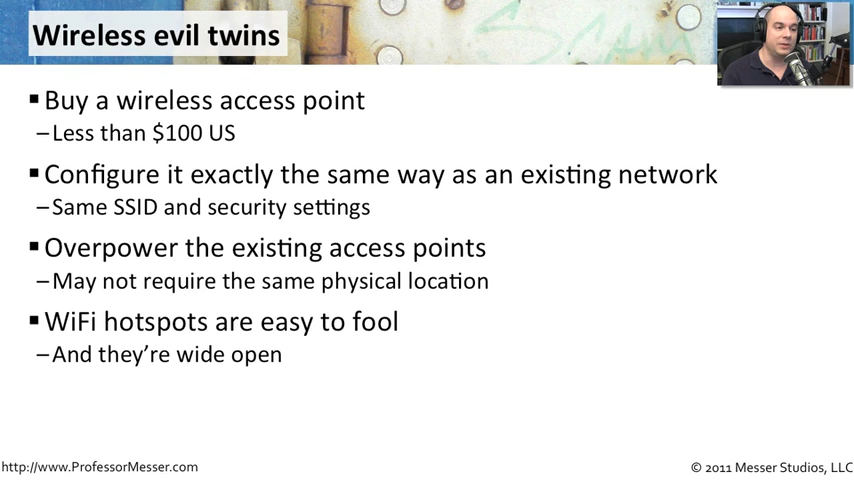 Wireless evil twins
▪ Buy a wireless access point
– Less than $100 US
▪ Configure it exactly the same way as an existing network
– Same SSID and security settings
▪ Overpower the existing access points
– May not require the same physical location
▪ WiFi hotspots are easy to fool
– And they're wide open
http://www.ProfessorMesser.com
© 2011 Messer Studios, LLC